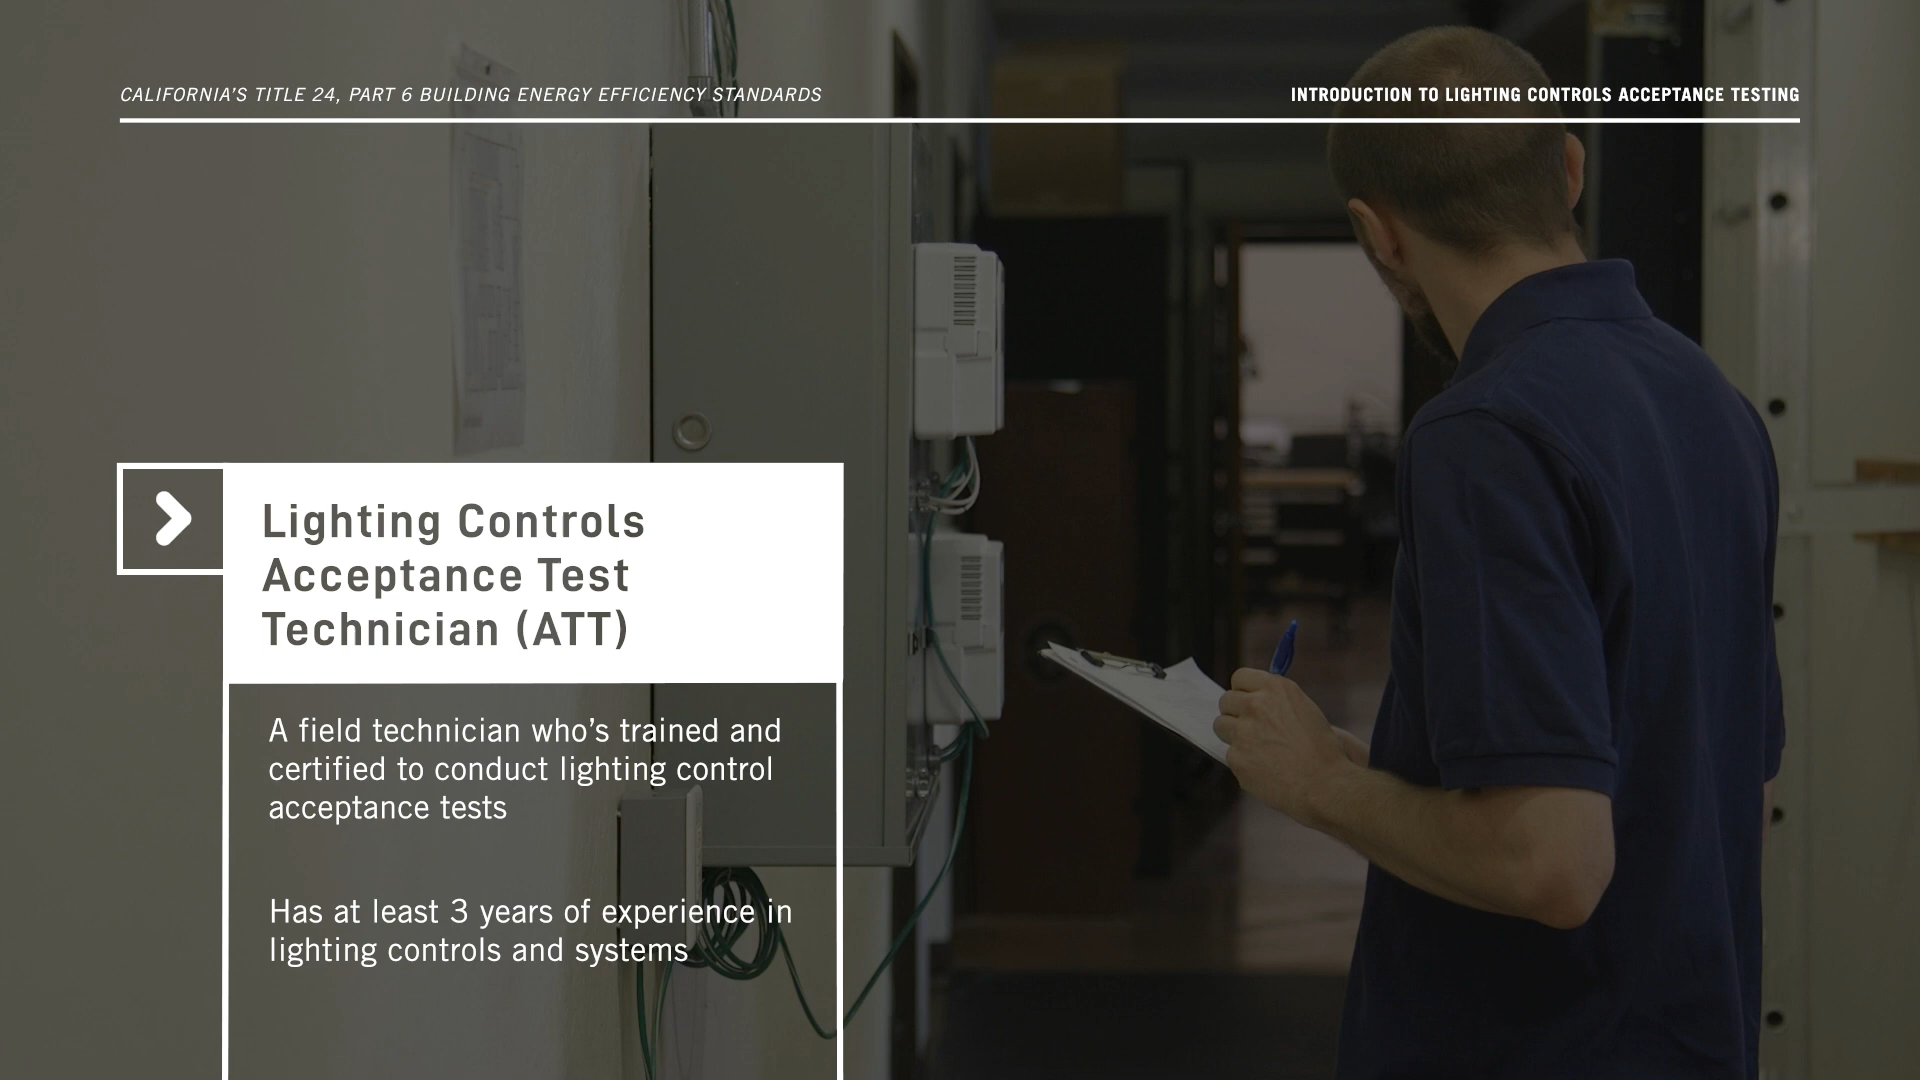 CALIFORNIA'S TITLE 24, PART 6 BUILDING ENERGY EFFICIENCY STANDARDS
INTRODUCTION TO LIGHTING CONTROLS ACCEPTANCE TESTING
Lighting Controls
Acceptance Test
Technician (ATT)
A field technician who’s trained and
certified to conduct lighting control
acceptance tests
Has at least 3 years of experience in
lighting controls and systems